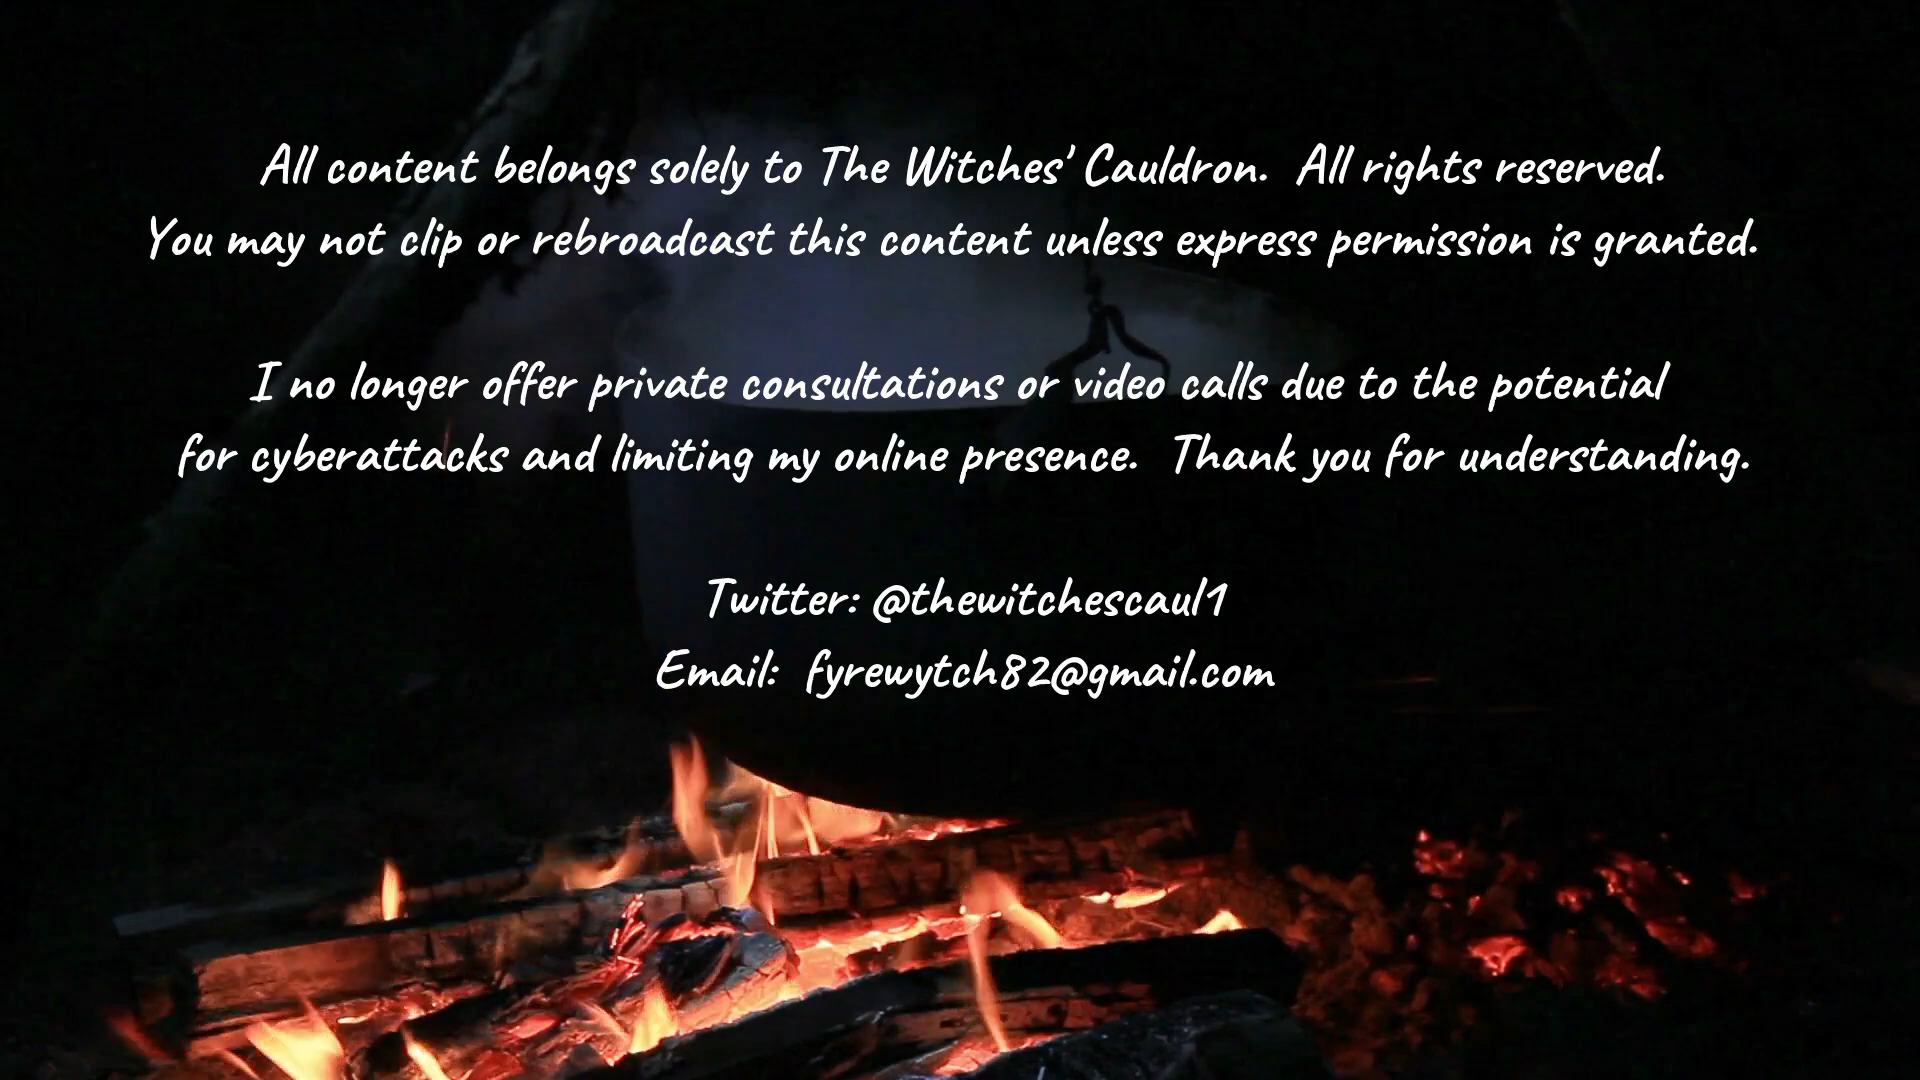 All content belongs solely to The Witches' Cauldron.  All rights reserved.
You may not clip or rebroadcast this content unless express permission is granted.
I no longer offer private consultations or video calls due to the potential
for cyberattacks and limiting my online presence.  Thank you for understanding.
Twitter: @thewitchescaul1
Email:  fyrewytch82@gmail.com